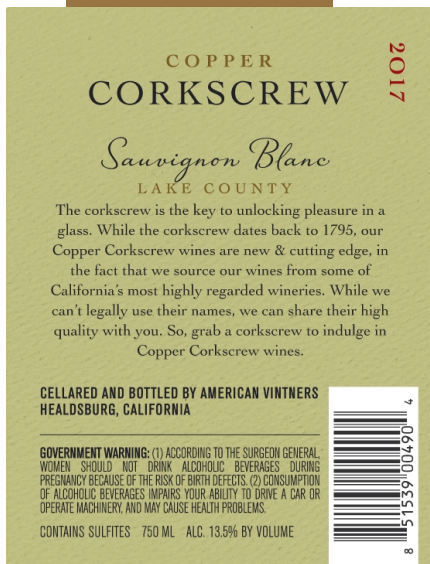 COPPER
CORKSCREW
2017
Sauvignon Blanc
LAKE COUNTY
The corkscrew is the key to unlocking pleasure in a
glass. While the corkscrew dates back to 1795, our
Copper Corkscrew wines are new & cutting edge, in
the fact that we source our wines from some of
California's most highly regarded wineries. While we
can't legally use their names, we can share their high
quality with you. So, grab a corkscrew to indulge in
Copper Corkscrew wines.
CELLARED AND BOTTLED BY AMERICAN VINTNERS
HEALDSBURG, CALIFORNIA
GOVERNMENT WARNING: (1) ACCORDING TO THE SURGEON GENERAL,
WOMEN SHOULD NOT DRINK ALCOHOLIC BEVERAGES DURING
PREGNANCY BECAUSE OF THE RISK OF BIRTH DEFECTS. (2) CONSUMPTION
OF ALCOHOLIC BEVERAGES IMPAIRS YOUR ABILITY TO DRIVE A CAR OR
OPERATE MACHINERY, AND MAY CAUSE HEALTH PROBLEMS.
CONTAINS SULFITES 750 ML ALC. 13.5% BY VOLUME
8 51539 00490 4